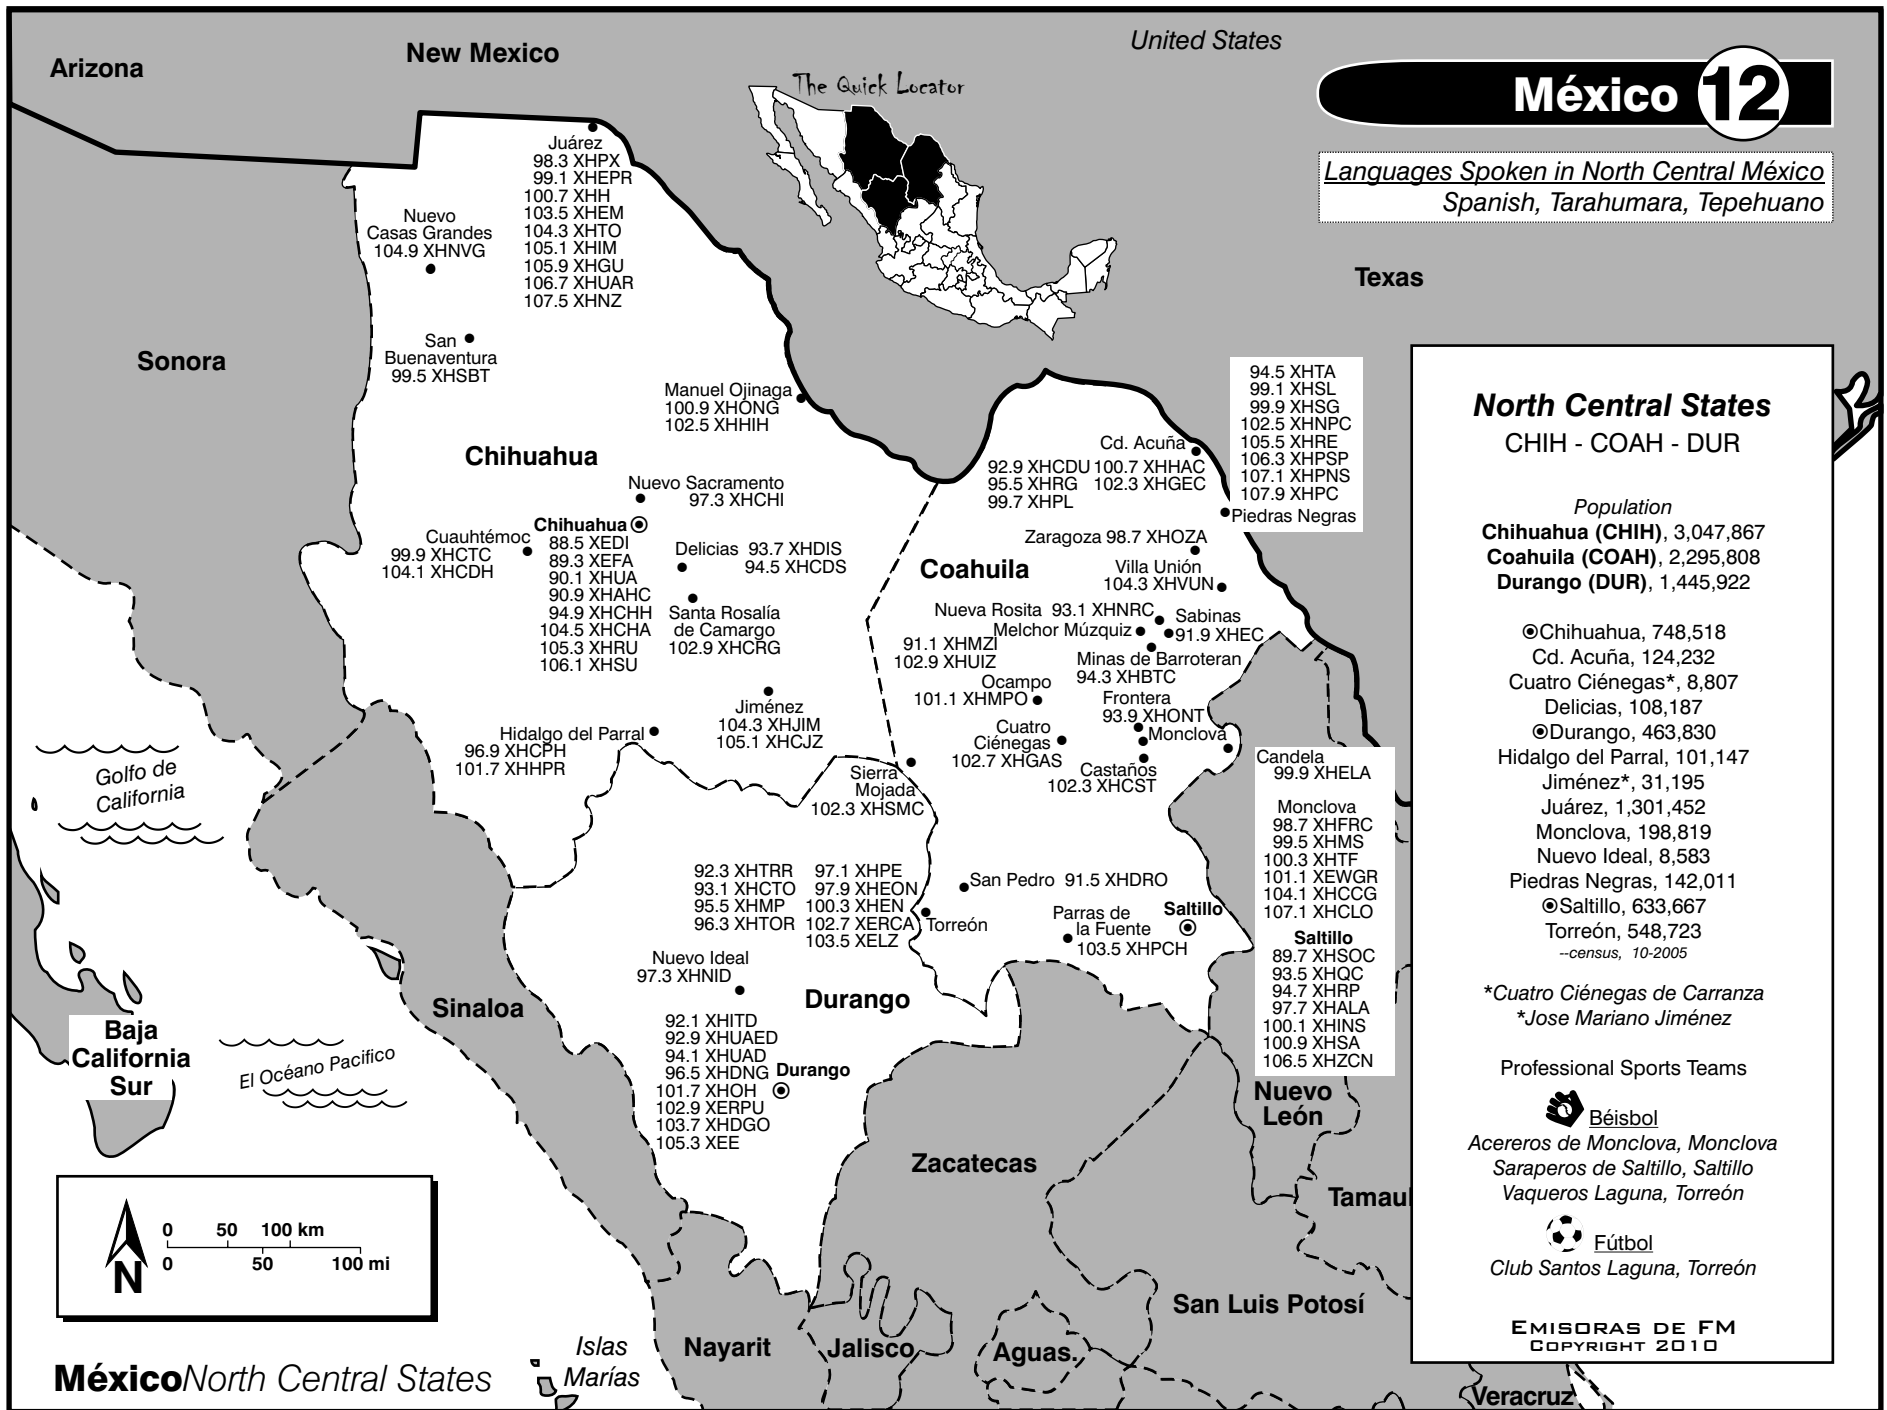 Arizona
New Mexico
United States
The Quick Locator
México 12
Languages Spoken in North Central México
Spanish, Tarahumara, Tepehuano
Texas
Sonora
Juárez
98.3 XHPX
99.1 XHEPR
100.7 XHH
103.5 XHEM
104.3 XHTO
105.1 XHIM
105.9 XHGU
106.7 XHUAR
107.5 XHNZ
Nuevo
Casas Grandes
104.9 XHNVG
San
Buenaventura
99.5 XHSBT
Manuel Ojinaga
100.9 XHONG
102.5 XHHIH
Chihuahua
Nuevo Sacramento
97.3 XHCHI
Chihuahua
88.5 XEDI
89.3 XEFA
90.1 XHUA
90.9 XHAHC
94.9 XHCHH
104.5 XHCHA
105.3 XHRU
106.1 XHSU
Cuauhtémoc
99.9 XHCTC
104.1 XHCDH
Delicias 93.7 XHDIS
94.5 XHCDS
Santa Rosalía
de Camargo
102.9 XHCRG
Jiménez
104.3 XHJIM
105.1 XHCJZ
Hidalgo del Parral
96.9 XHCPH
101.7 XHHPR
Cd. Acuña
92.9 XHCDU 100.7 XHHAC
95.5 XHRG 102.3 XHGEC
99.7 XHPL
94.5 XHTA
99.1 XHSL
99.9 XHSG
102.5 XHNPC
105.5 XHRE
106.3 XHPSP
107.1 XHPNS
107.9 XHPC
Piedras Negras
Zaragoza 98.7 XHOZA
Coahuila
Villa Unión
104.3 XHVUN
Nueva Rosita 93.1 XHNRC
Sabinas
91.9 XHEC
Melchor Múzquiz
91.1 XHMZI
102.9 XHUIZ
Minas de Barroteran
94.3 XHBTC
Ocampo
101.1 XHMPO
Frontera
93.9 XHONT
Monclova
Cuatro
Ciénegas
102.7 XHGAS
Castaños
102.3 XHCST
Sierra
Mojada
102.3 XHSMC
Candela
99.9 XHELA
Monclova
98.7 XHFRC
99.5 XHMS
100.3 XHTF
101.1 XEWGR
104.1 XHCCG
107.1 XHCLO
Saltillo
89.7 XHSOC
93.5 XHQC
94.7 XHRP
97.7 XHALA
100.1 XHINS
100.9 XHSA
106.5 XHZCN
92.3 XHTRR 97.1 XHPE
93.1 XHCTO 97.9 XHEON
95.5 XHMP 100.3 XHEN
96.3 XHTOR 102.7 XERCA
103.5 XELZ
Torreón
San Pedro 91.5 XHDRO
Parras de
la Fuente
103.5 XHPCH
Saltillo
Nuevo Ideal
97.3 XHNID
Durango
92.1 XHITD
92.9 XHUAED
94.1 XHUAD
96.5 XHDNG
101.7 XHOH
102.9 XERPU
103.7 XHDGO
105.3 XEE
Durango
Golfo de
California
Baja
California
Sur
El Océano Pacifico
Sinaloa
Zacatecas
Nuevo
León
Tamaul
San Luis Potosí
Nayarit
Jalisco
Aguas.
Veracruz
Islas
Marías
0 50 100 km
0 50 100 mi
N
México North Central States
North Central States
CHIH - COAH - DUR
Population
Chihuahua (CHIH), 3,047,867
Coahuila (COAH), 2,295,808
Durango (DUR), 1,445,922
Chihuahua, 748,518
Cd. Acuña, 124,232
Cuatro Ciénegas*, 8,807
Delicias, 108,187
Durango, 463,830
Hidalgo del Parral, 101,147
Jiménez*, 31,195
Juárez, 1,301,452
Monclova, 198,819
Nuevo Ideal, 8,583
Piedras Negras, 142,011
Saltillo, 633,667
Torreón, 548,723
--census, 10-2005
*Cuatro Ciénegas de Carranza
*Jose Mariano Jiménez
Professional Sports Teams
Béisbol
Acereros de Monclova, Monclova
Saraperos de Saltillo, Saltillo
Vaqueros Laguna, Torreón
Fútbol
Club Santos Laguna, Torreón
EMISORAS DE FM
COPYRIGHT 2010